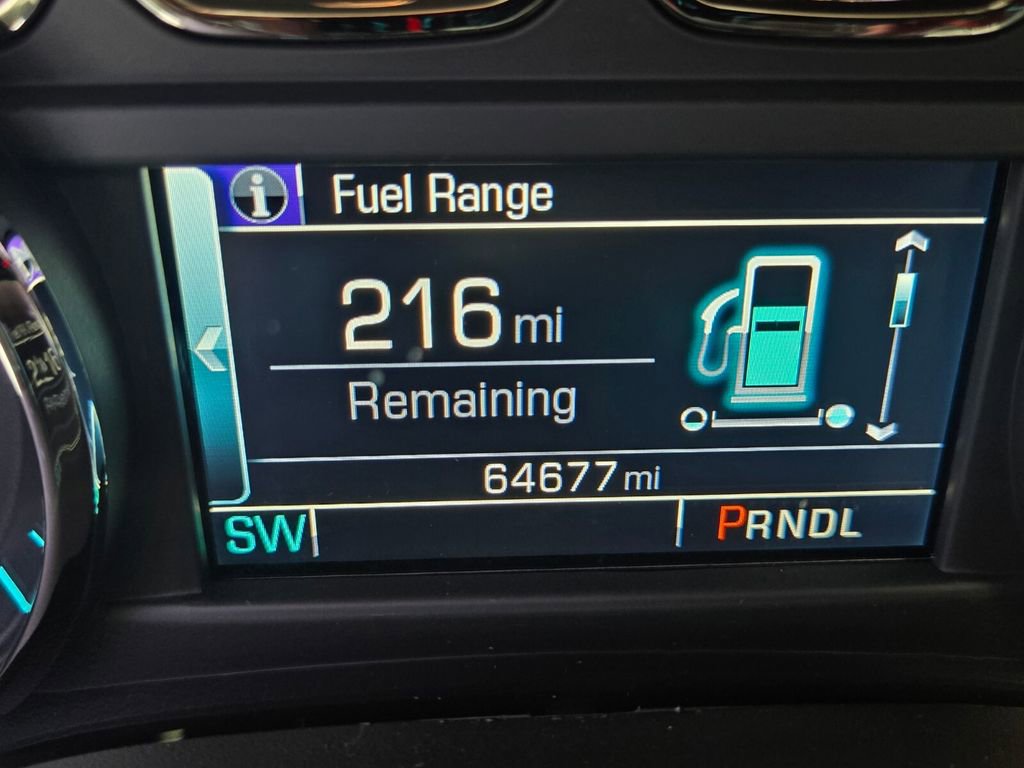 Fuel Range
216 mi
Remaining
64677 mi
SW PRNDL